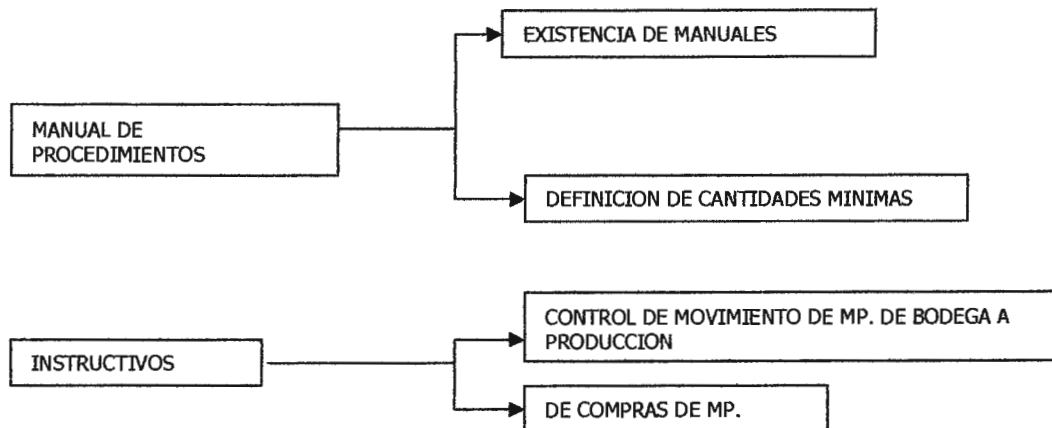 EXISTENCIA DE MANUALES
MANUAL DE
PROCEDIMIENTOS
DEFINICION DE CANTIDADES MINIMAS
CONTROL DE MOVIMIENTO DE MP. DE BODEGA A
PRODUCCION
INSTRUCTIVOS
DE COMPRAS DE MP.